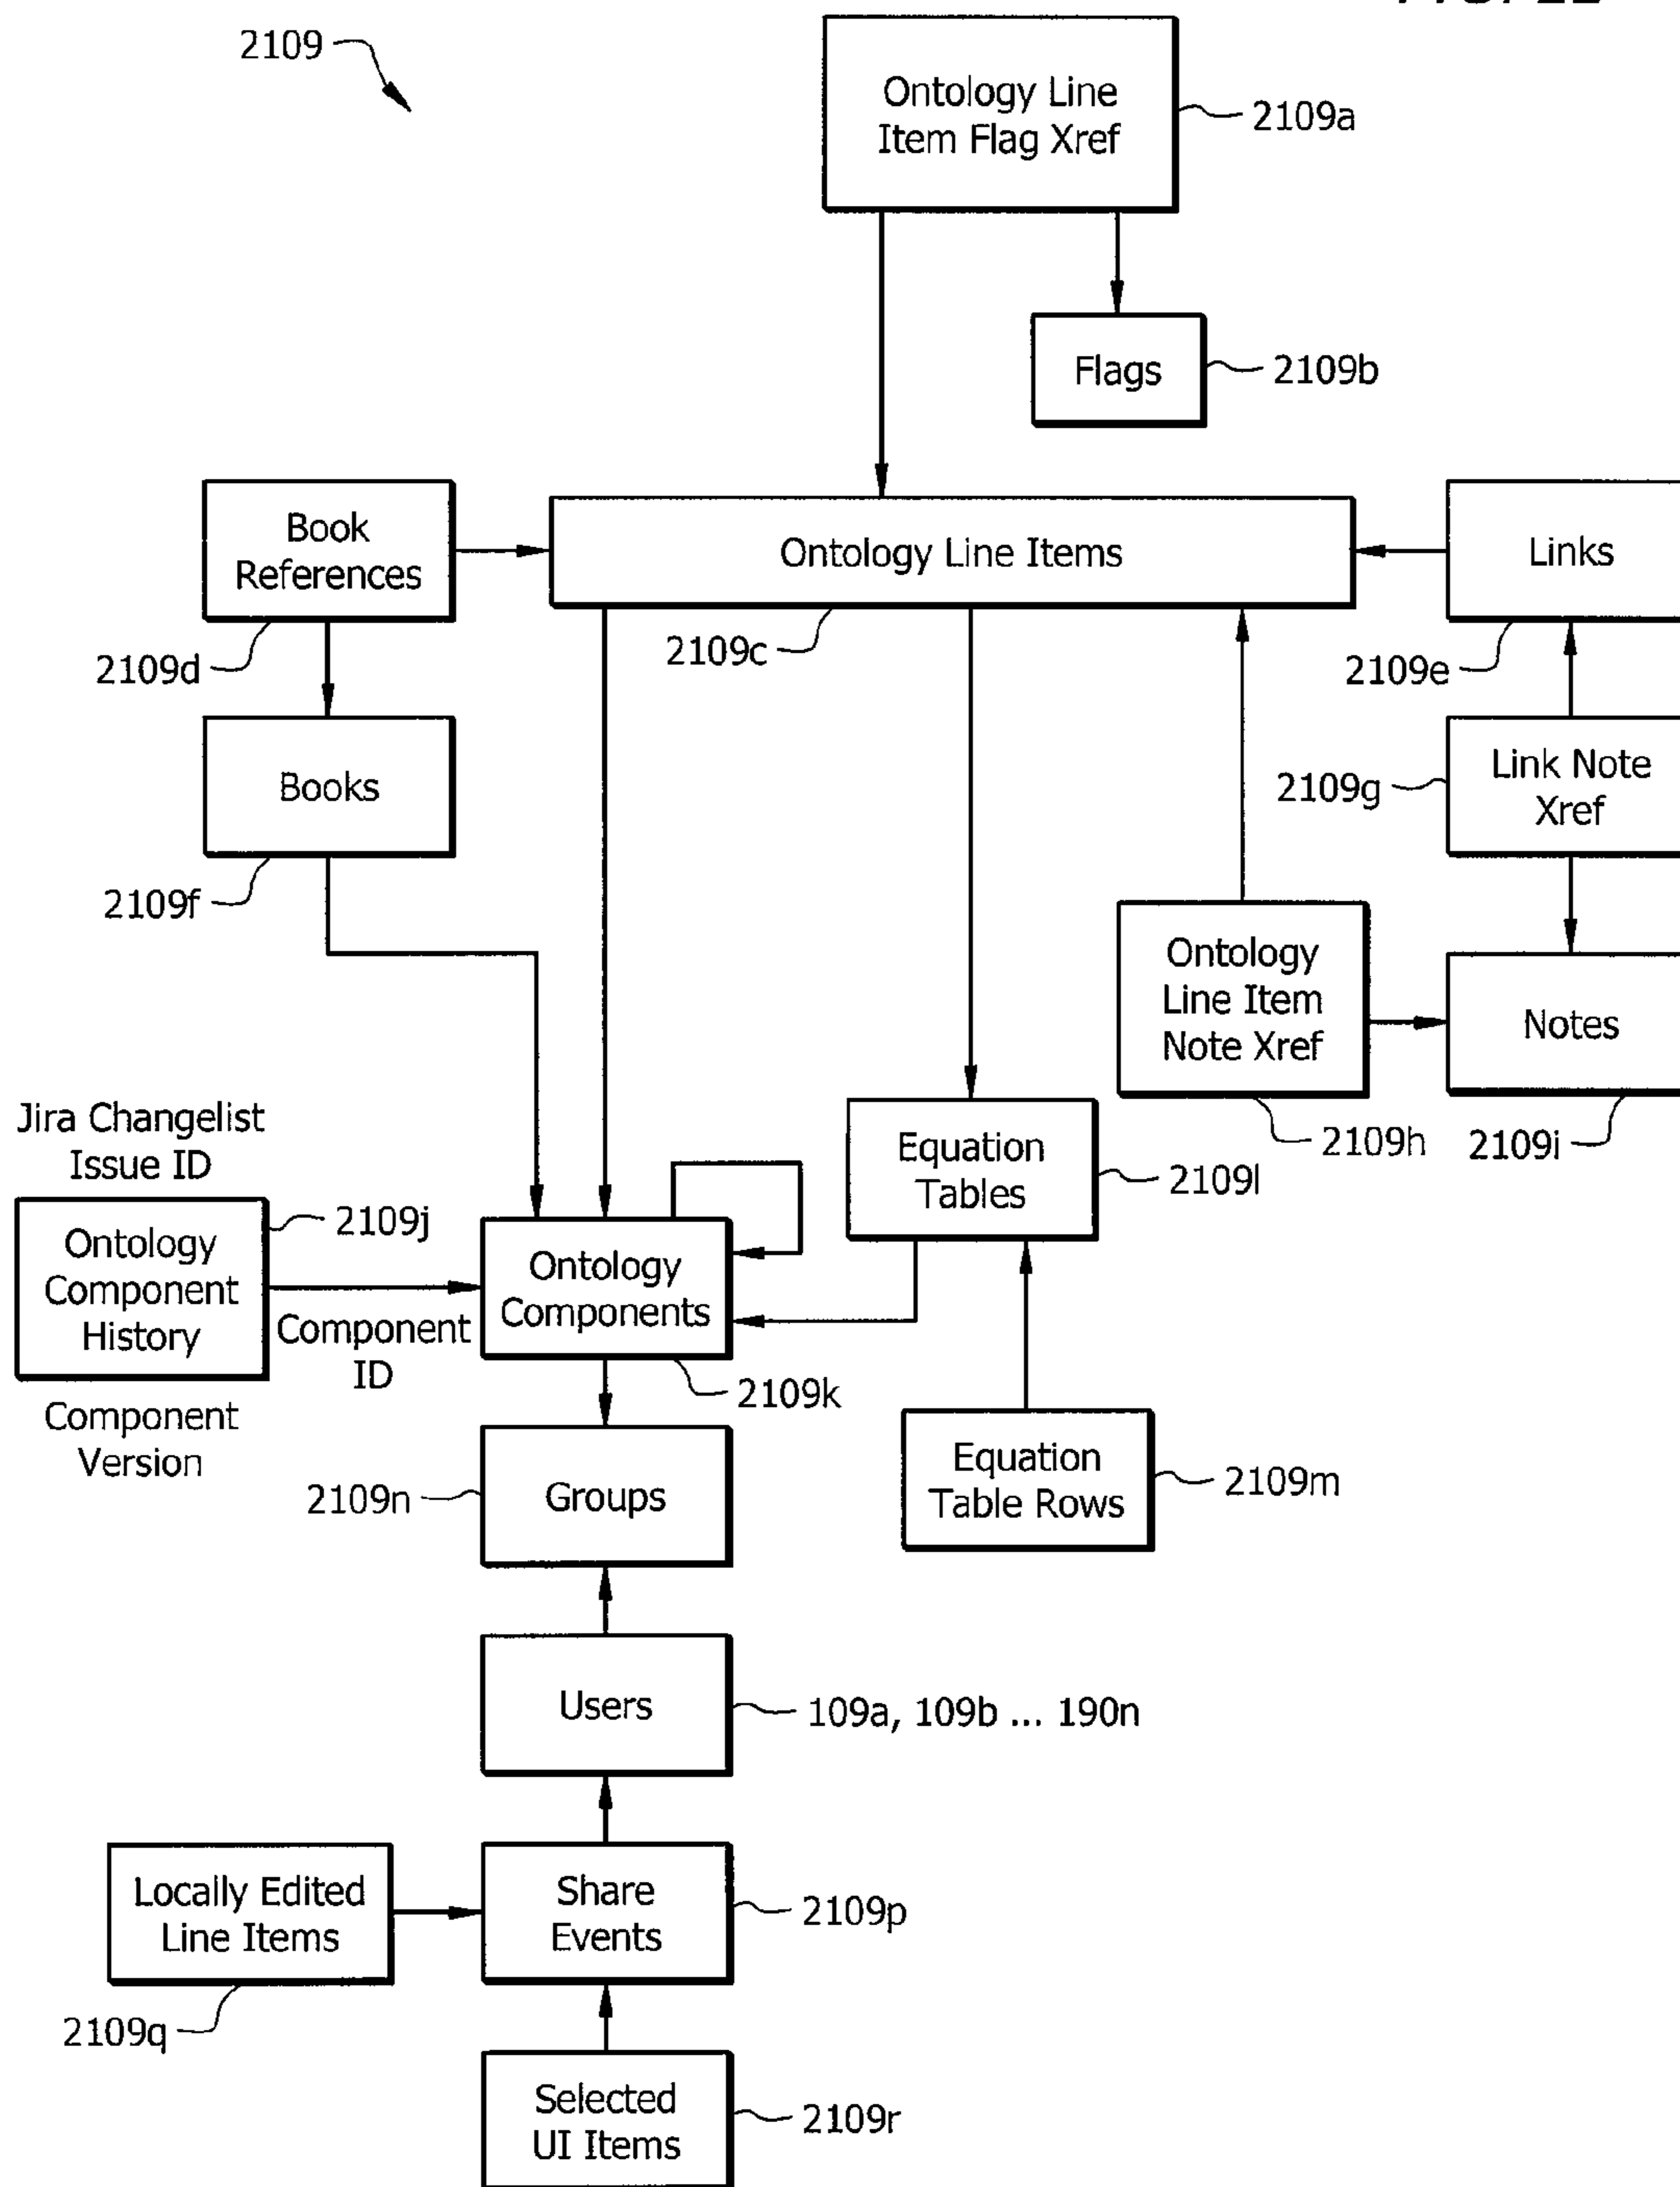 2109
Ontology Line
Item Flag Xref
2109a
Flags
2109b
Book
References
2109d
Ontology Line Items
2109c
Links
2109e
Books
2109f
Link Note
Xref
2109g
Ontology
Line Item
Note Xref
2109h
Notes
2109i
Jira Changelist
Issue ID
Ontology
Component
History
2109j
Component
Version
Component
ID
Ontology
Components
2109k
Equation
Tables
2109l
Equation
Table Rows
2109m
Groups
2109n
Users
109a, 109b ... 190n
Locally Edited
Line Items
2109q
Share
Events
2109p
Selected
UI Items
2109r